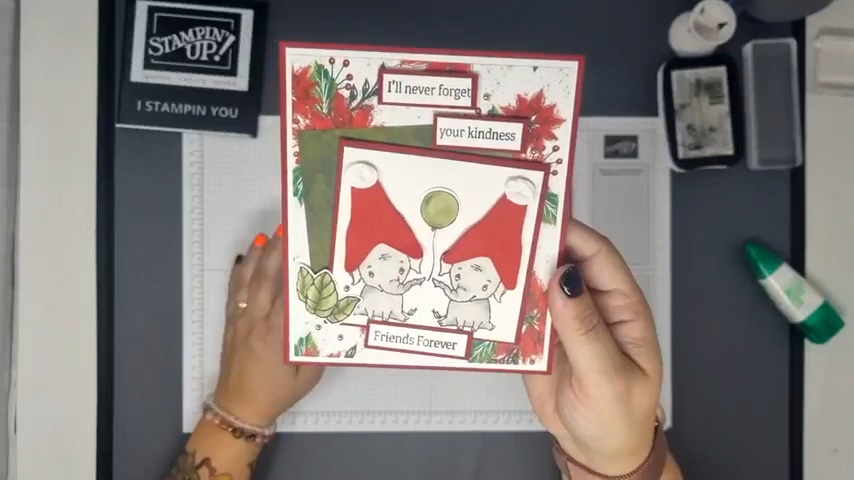 STAMPIN'
UP!
I STAMPIN YOU
I'll never forget
your kindness
Friends Forever